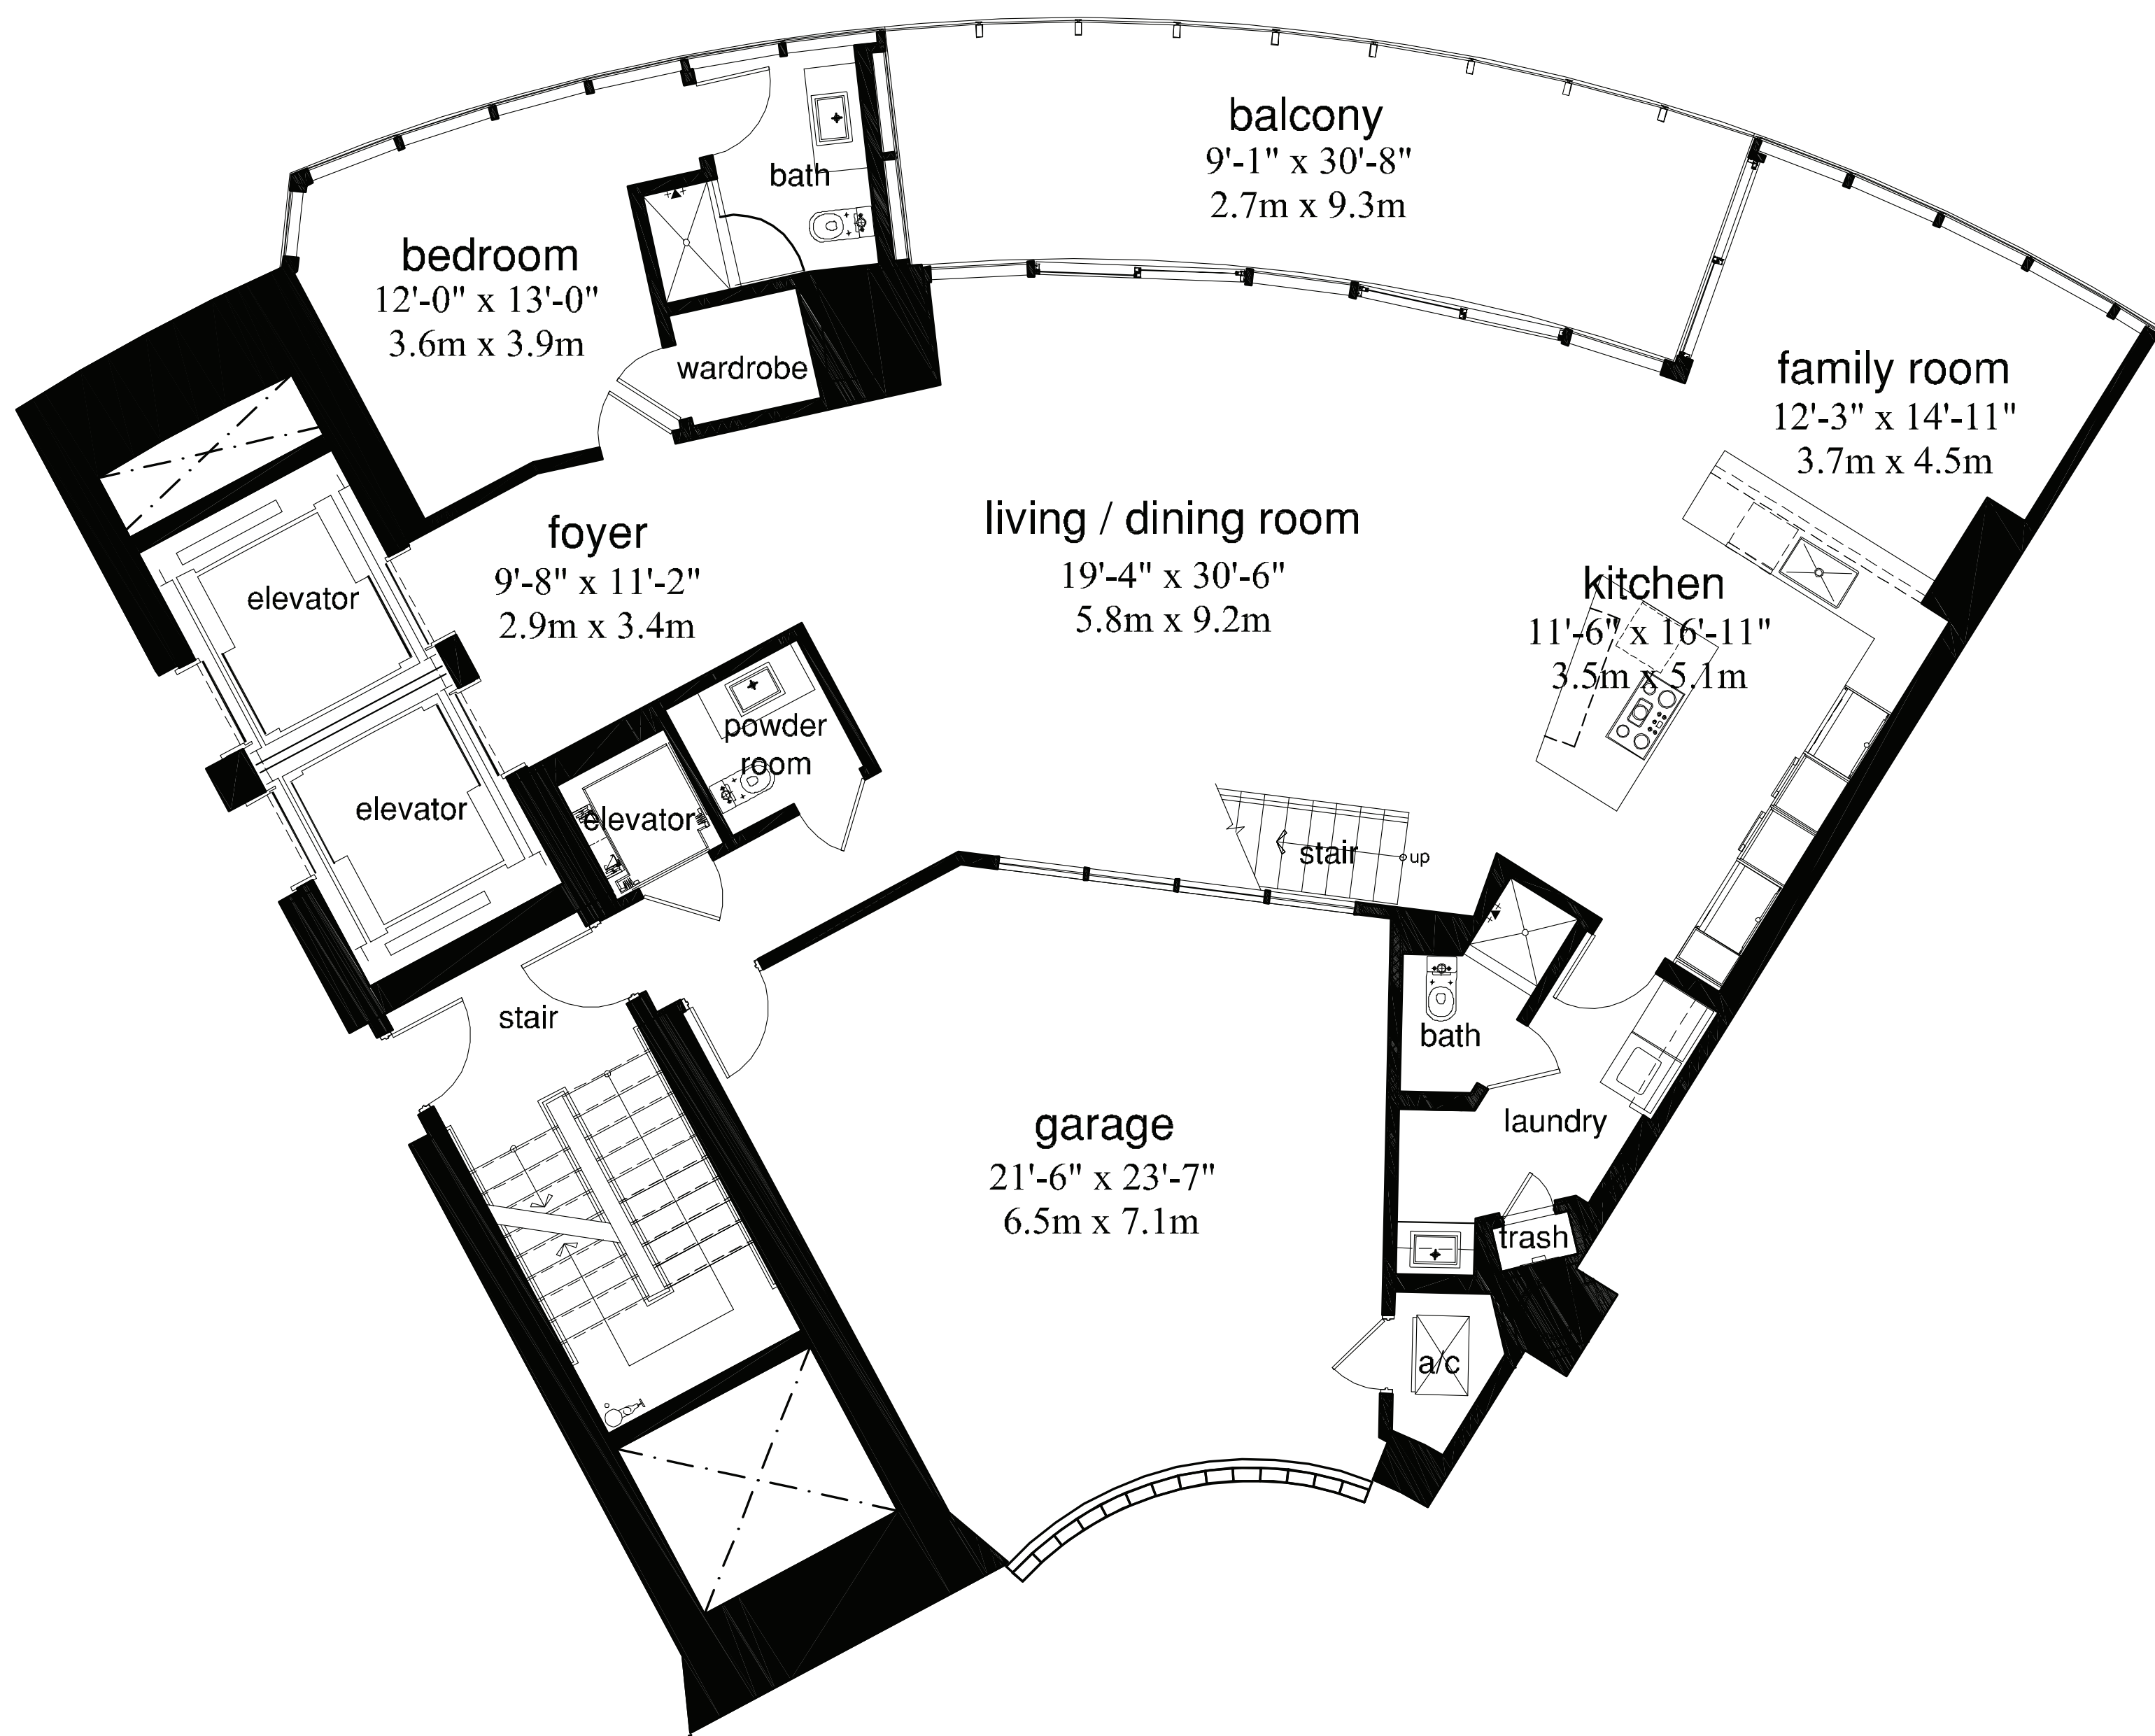 balcony
9'-1" x 30'-8"
2.7m x 9.3m
bath
bedroom
12'-0" x 13'-0"
3.6m x 3.9m
wardrobe
family room
12'-3" x 14'-11"
3.7m x 4.5m
foyer
9'-8" x 11'-2"
2.9m x 3.4m
living / dining room
19'-4" x 30'-6"
5.8m x 9.2m
kitchen
11'-6" x 16'-11"
3.5m x 5.1m
elevator
powder
room
elevator
elevator
stair
up
stair
bath
laundry
garage
21'-6" x 23'-7"
6.5m x 7.1m
trash
a/c